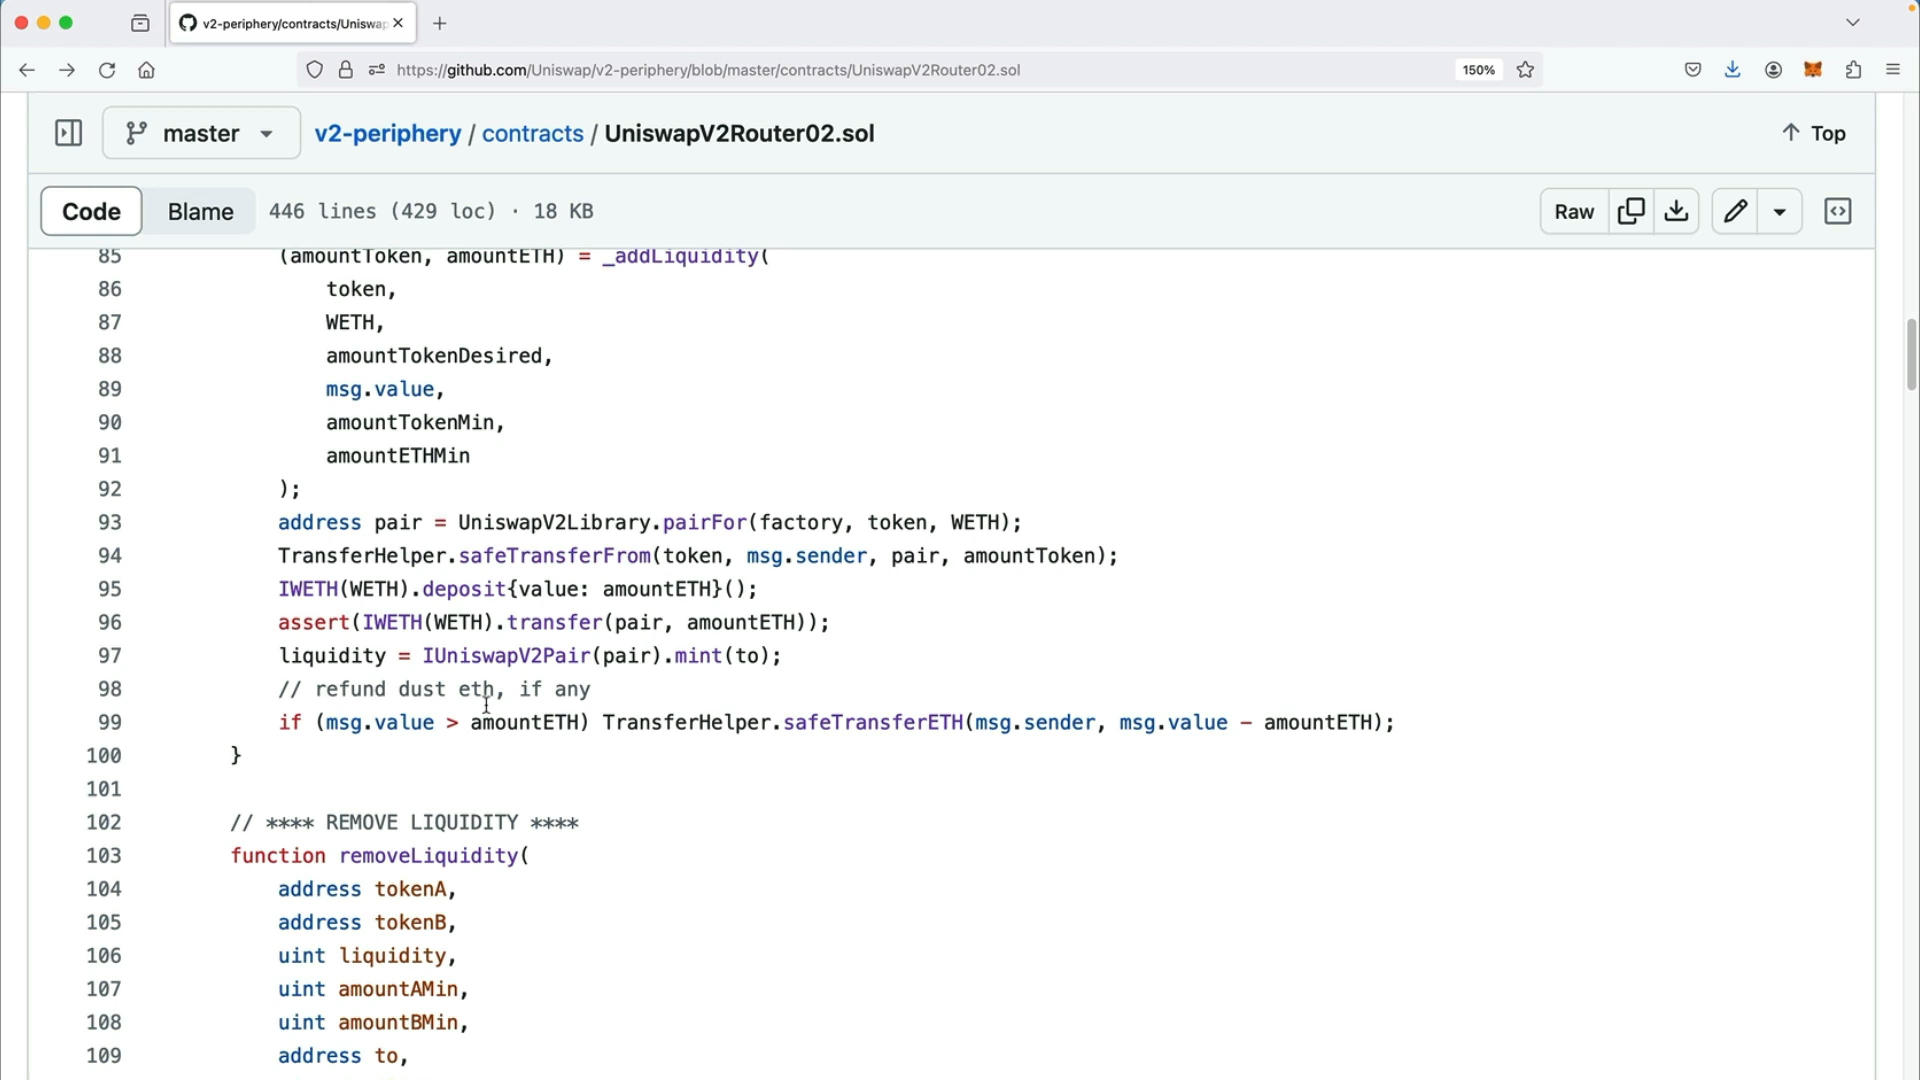 v2-periphery/contracts/Uniswap
https://github.com/Uniswap/v2-periphery/blob/master/contracts/UniswapV2Router02.sol
150%
master
v2-periphery / contracts / UniswapV2Router02.sol
Top
Code
Blame
446 lines (429 loc) · 18 KB
Raw
85 (amountToken, amountETH) = _addLiquidity(
86 token,
87 WETH,
88 amountTokenDesired,
89 msg.value,
90 amountTokenMin,
91 amountETHMin
92 );
93 address pair = UniswapV2Library.pairFor(factory, token, WETH);
94 TransferHelper.safeTransferFrom(token, msg.sender, pair, amountToken);
95 IWETH(WETH).deposit{value: amountETH}();
96 assert(IWETH(WETH).transfer(pair, amountETH));
97 liquidity = IUniswapV2Pair(pair).mint(to);
98 // refund dust eth, if any
99 if (msg.value > amountETH) TransferHelper.safeTransferETH(msg.sender, msg.value - amountETH);
100 }
101
102 // **** REMOVE LIQUIDITY ****
103 function removeLiquidity(
104 address tokenA,
105 address tokenB,
106 uint liquidity,
107 uint amountAMin,
108 uint amountBMin,
109 address to,